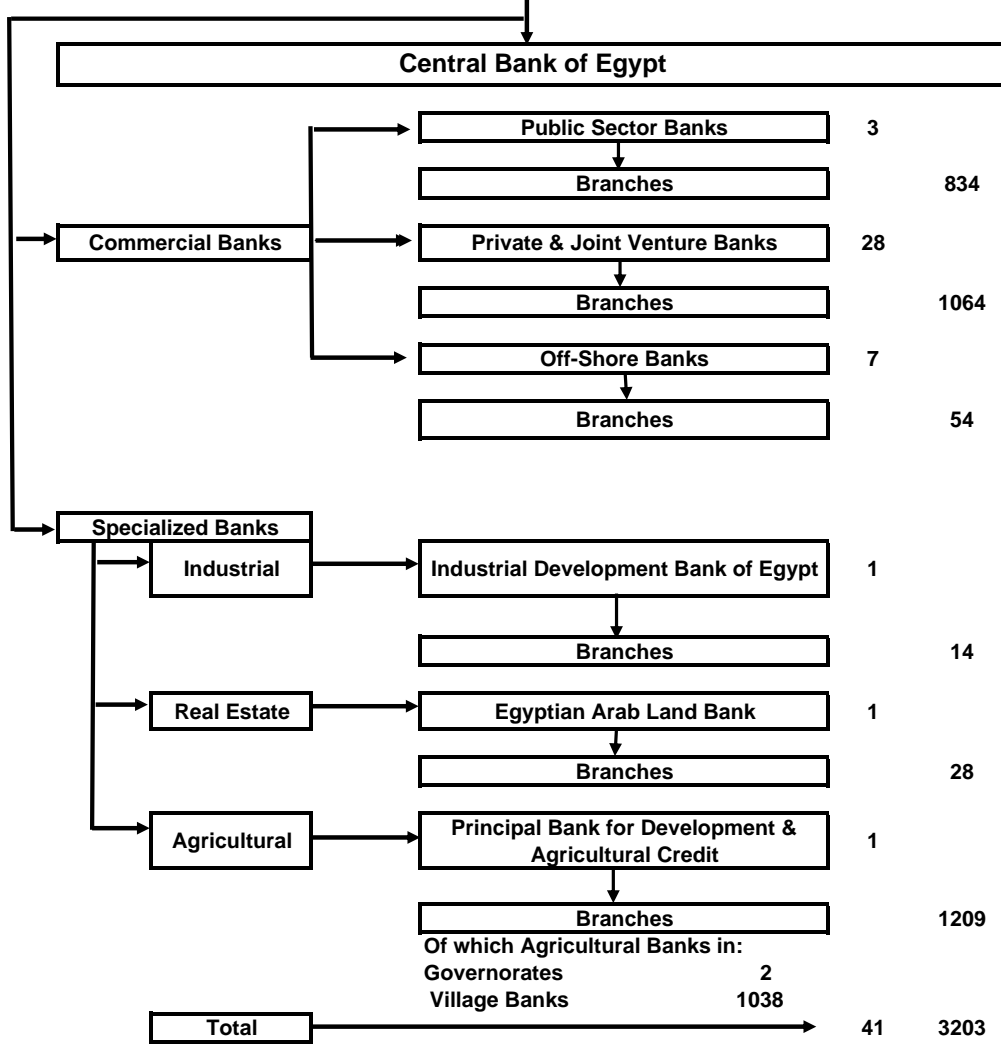 Central Bank of Egypt
Public Sector Banks 3
Branches 834
Commercial Banks Private & Joint Venture Banks 28
Branches 1064
Off-Shore Banks 7
Branches 54
Specialized Banks
Industrial Industrial Development Bank of Egypt 1
Branches 14
Real Estate Egyptian Arab Land Bank 1
Branches 28
Agricultural Principal Bank for Development &
Agricultural Credit 1
Branches 1209
Of which Agricultural Banks in:
Governorates 2
Village Banks 1038
Total 41 3203